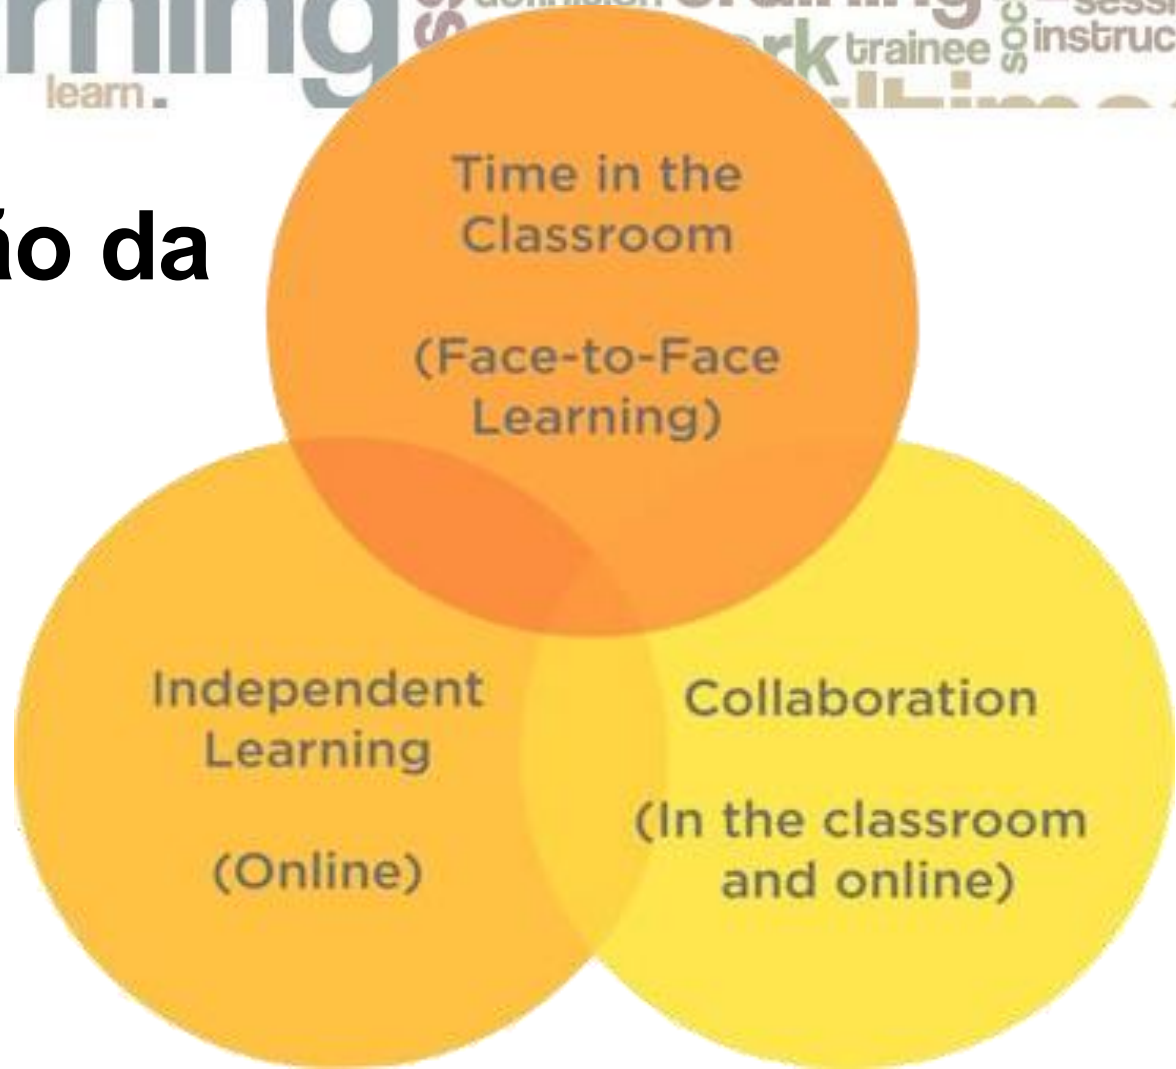 learn
trainee
ão da
Time in the
Classroom
(Face-to-Face
Learning)
Independent
Learning
(Online)
Collaboration
(In the classroom
and online)